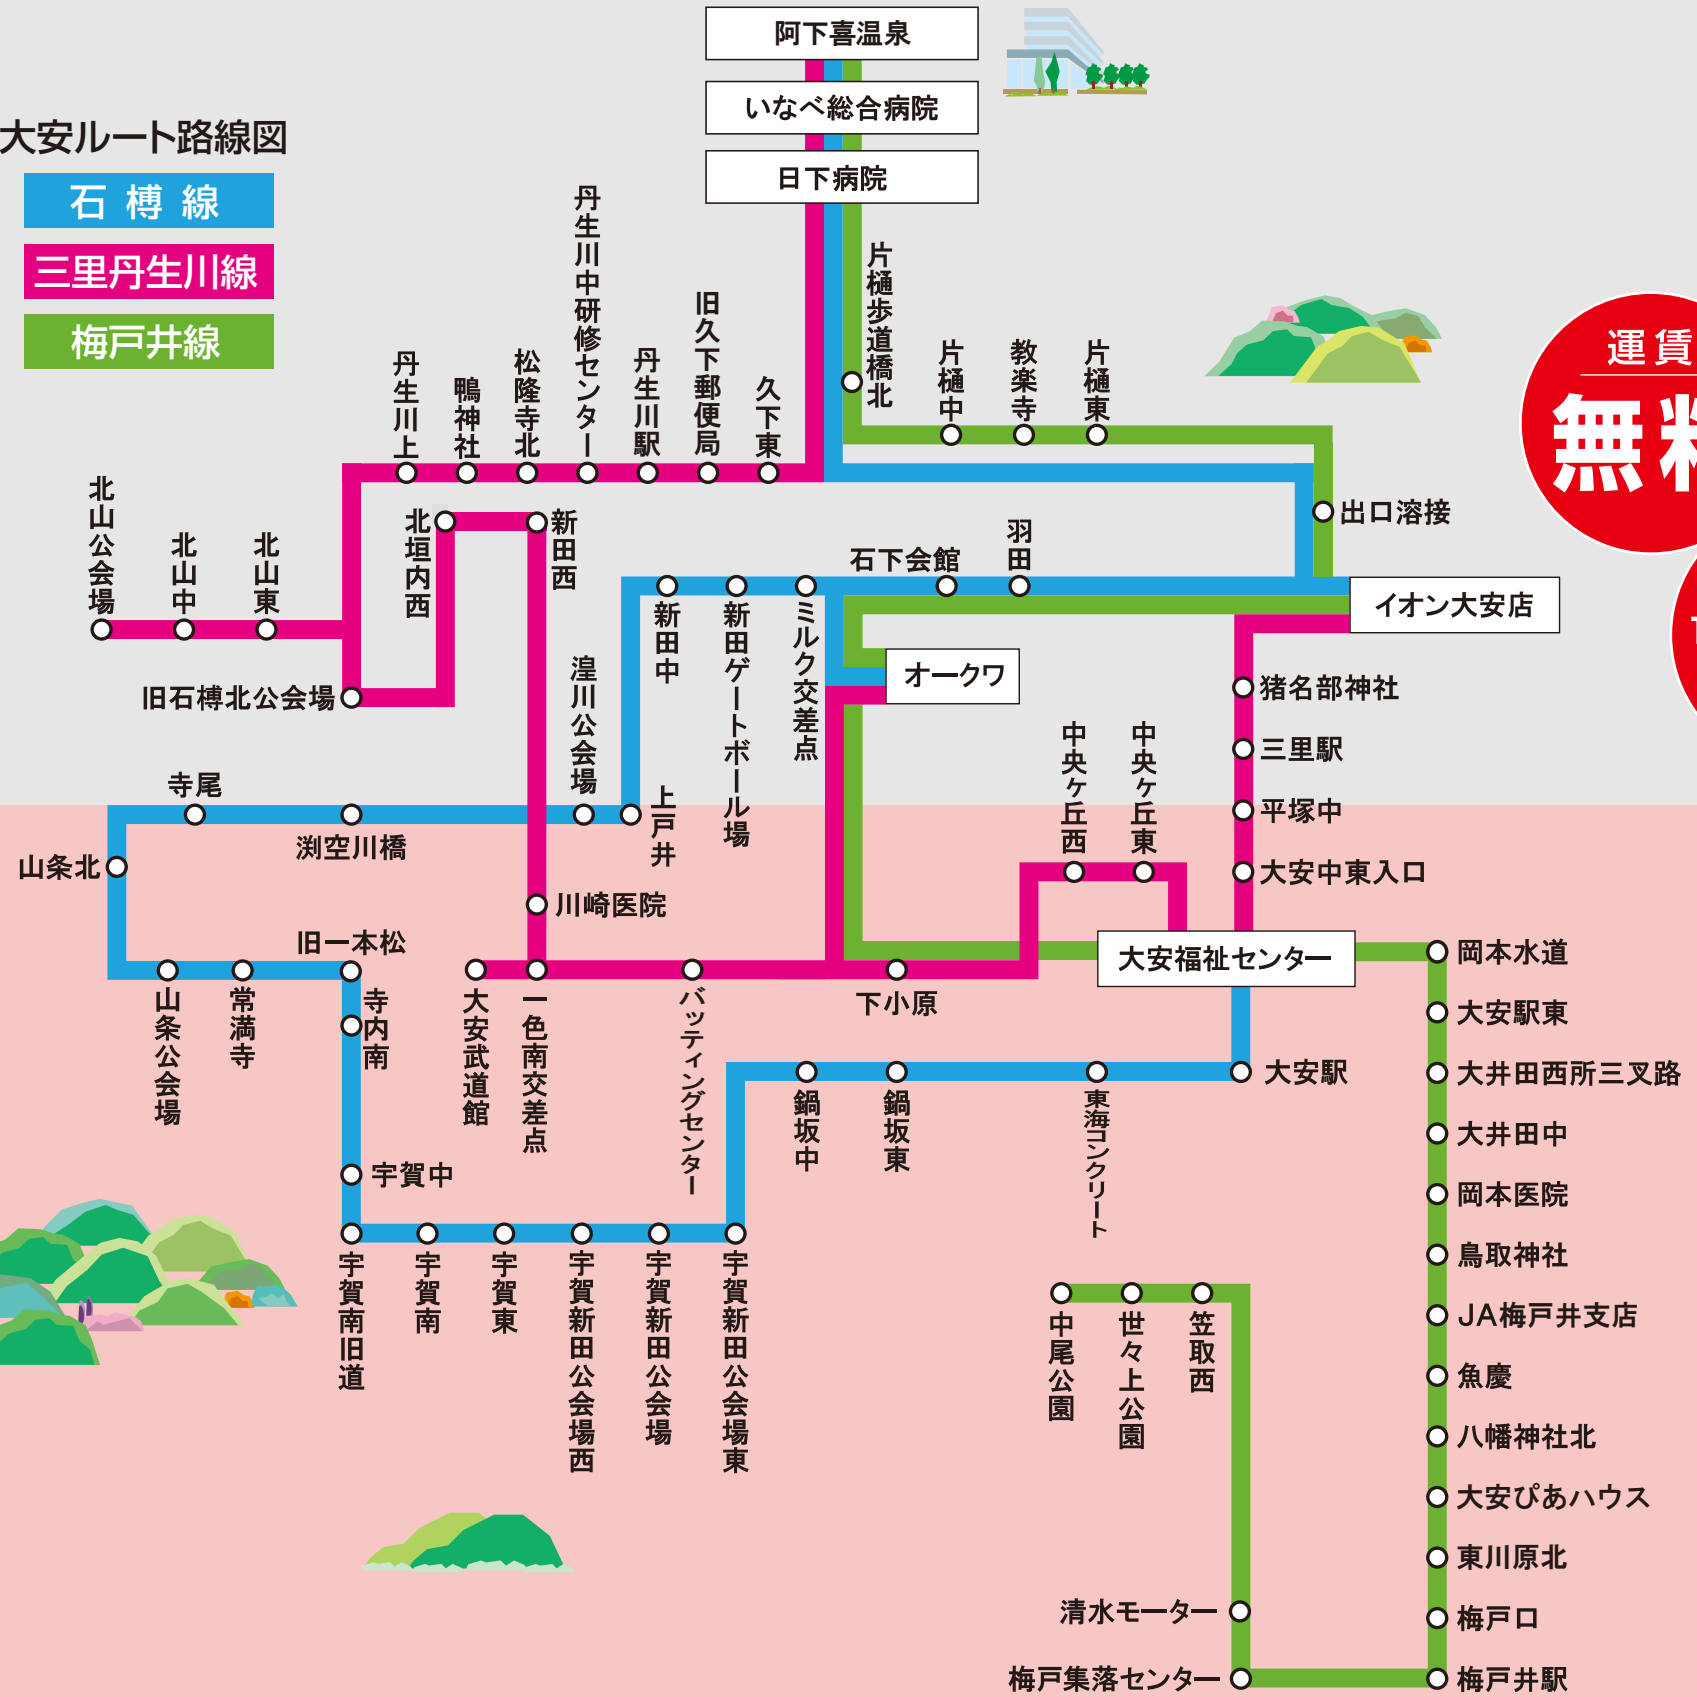 阿下喜温泉
いなべ総合病院
日下病院
大安ルート路線図
石榑線
三里丹生川線
梅戸井線
運賃
無料
片樋歩道橋北
片樋中
教楽寺
片樋東
出口溶接
丹生川上
鴨神社
松隆寺北
丹生川中研修センター
丹生川駅
旧久下郵便局
久下東
北山公会場
北山中
北山東
北垣内西
新田西
旧石榑北公会場
石下会館
羽田
イオン大安店
新田中
新田ゲートボール場
ミルク交差点
オークワ
湟川公会場
上戸井
寺尾
渕空川橋
山条北
猪名部神社
三里駅
平塚中
大安中東入口
中央ヶ丘西
中央ヶ丘東
川崎医院
旧一本松
山条公会場
常満寺
寺内南
大安武道館
一色南交差点
バッティングセンター
下小原
大安福祉センター
大安駅
宇賀中
鍋坂中
鍋坂東
東海コンクリート
宇賀南旧道
宇賀南
宇賀東
宇賀新田公会場西
宇賀新田公会場
宇賀新田公会場東
岡本水道
大安駅東
大井田西所三叉路
大井田中
岡本医院
鳥取神社
JA梅戸井支店
魚慶
八幡神社北
大安ぴあハウス
東川原北
梅戸口
梅戸井駅
中尾公園
世々上公園
笠取西
清水モーター
梅戸集落センター